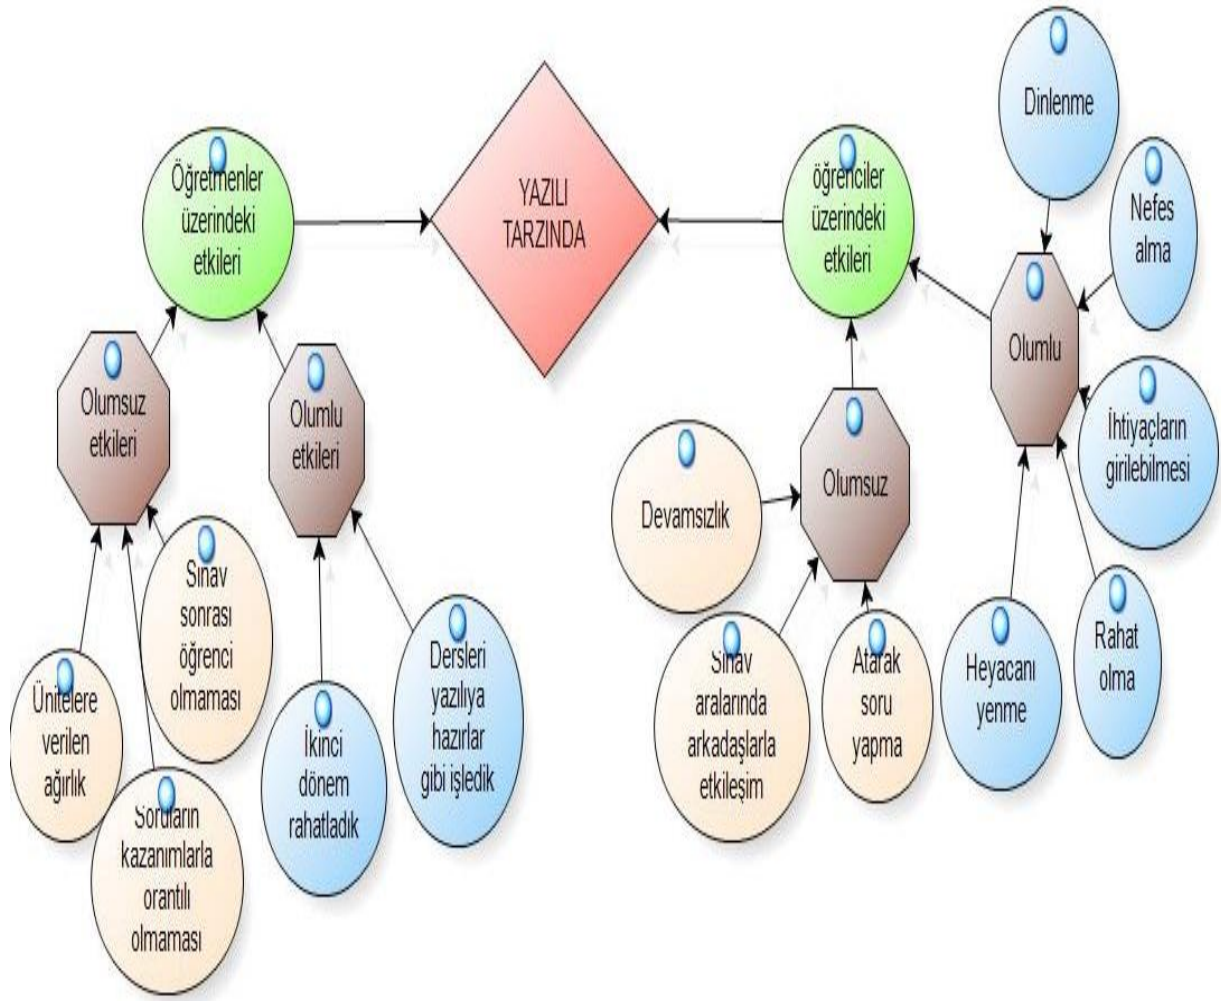 YAZILI
TARZINDA
Öğretmenler
üzerindeki
etkileri
Olumsuz
etkileri
Ünitelere
verilen
ağırlık
Soruların
kazanımlarla
orantılı
olmaması
Sınav
sonrası
öğrenci
olmaması
Olumlu
etkileri
İkinci
dönem
rahatladık
Dersleri
yazılıya
hazırlar
gibi işledik
öğrenciler
üzerindeki
etkileri
Olumsuz
Devamsızlık
Sınav
aralarında
arkadaşlarla
etkileşim
Atarak
soru
yapma
Olumlu
Dinlenme
Nefes
alma
İhtiyaçların
girilebilmesi
Rahat
olma
Heyacanı
yenme